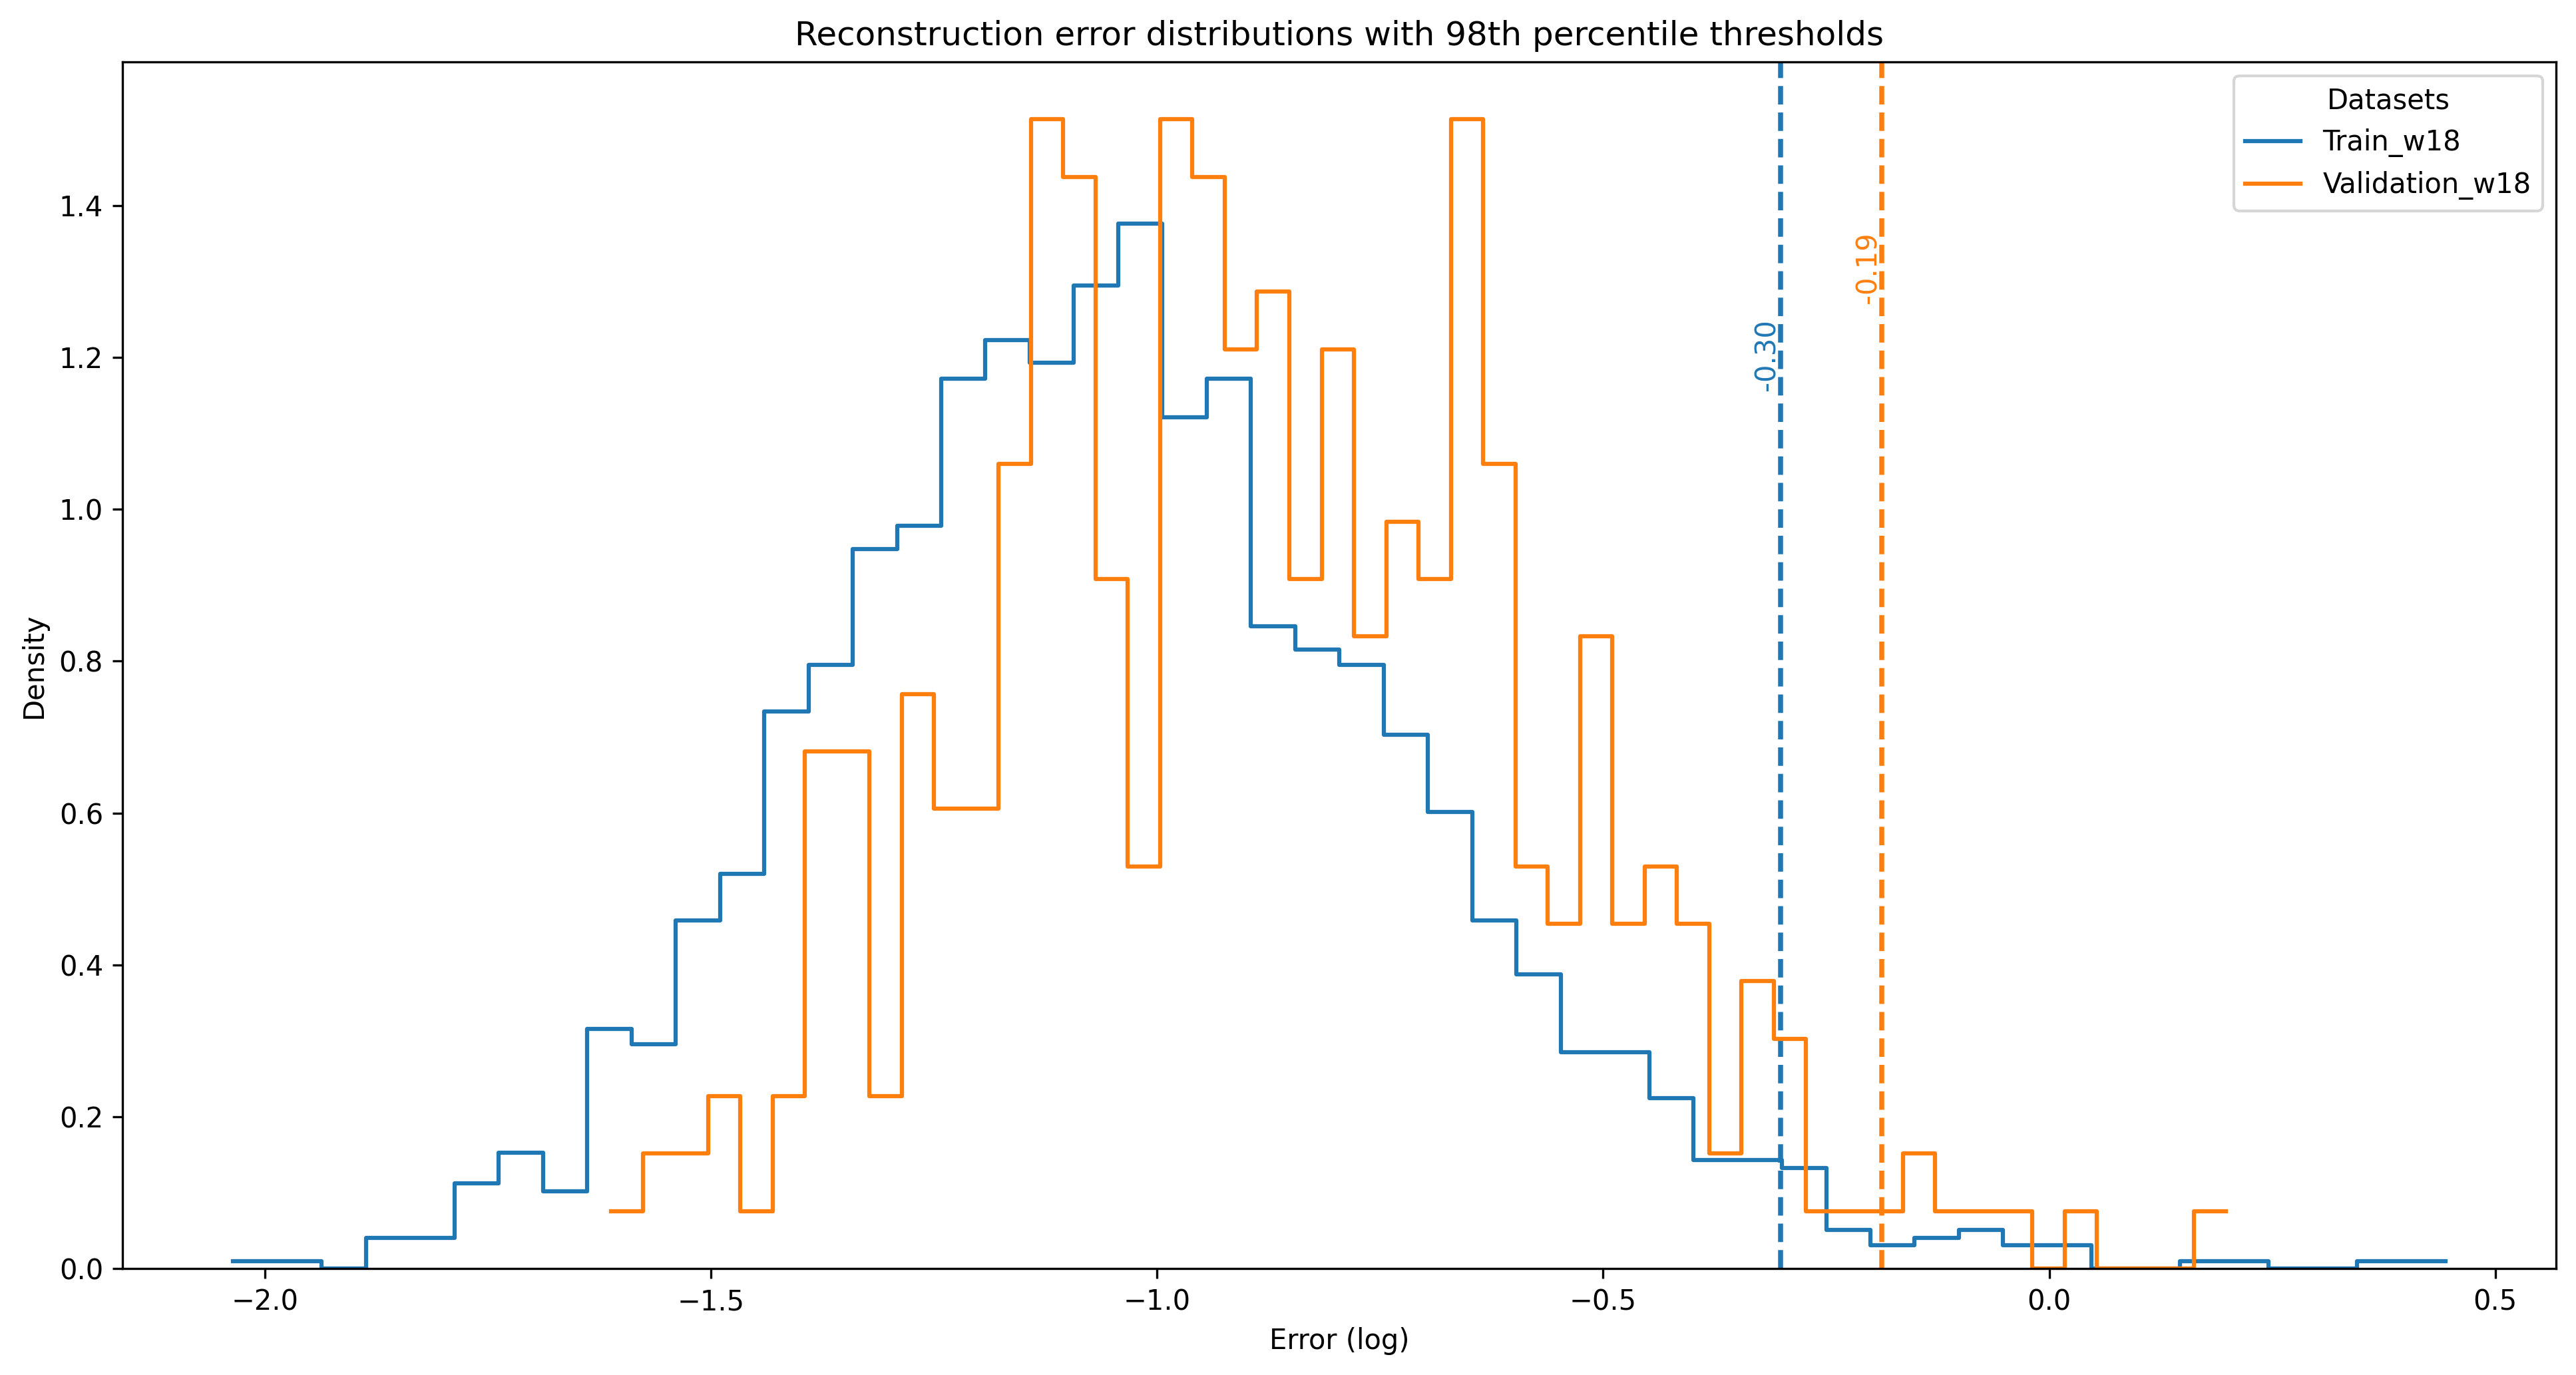 Reconstruction error distributions with 98th percentile thresholds
Datasets
Train_w18
Validation_w18
-0.19
-0.30
Density
1.4
1.2
1.0
0.8
0.6
0.4
0.2
0.0
−2.0
−1.5
−1.0
−0.5
0.0
0.5
Error (log)